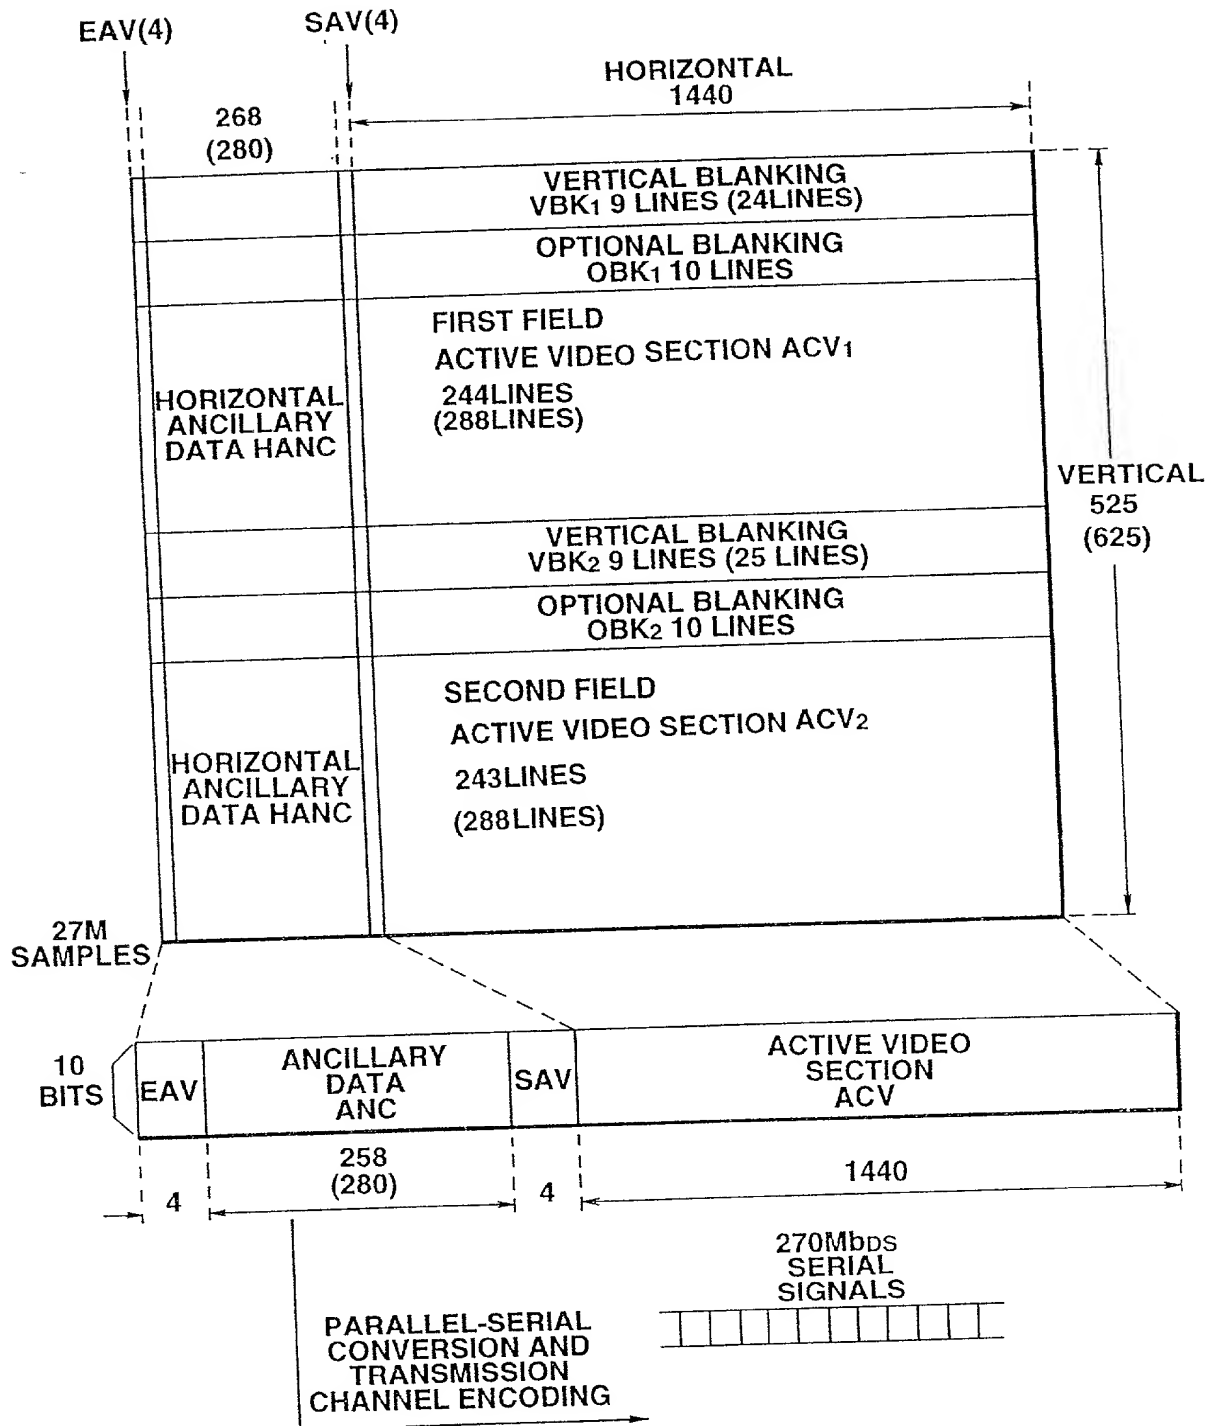 EAV(4)
SAV(4)
HORIZONTAL
1440
268
(280)
VERTICAL BLANKING
VBK1 9 LINES (24LINES)
OPTIONAL BLANKING
OBK1 10 LINES
FIRST FIELD
ACTIVE VIDEO SECTION ACV1
244LINES
(288LINES)
HORIZONTAL
ANCILLARY
DATA HANC
VERTICAL
525
(625)
VERTICAL BLANKING
VBK2 9 LINES (25 LINES)
OPTIONAL BLANKING
OBK2 10 LINES
SECOND FIELD
ACTIVE VIDEO SECTION ACV2
243LINES
(288LINES)
HORIZONTAL
ANCILLARY
DATA HANC
27M
SAMPLES
10
BITS
EAV
ANCILLARY
DATA
ANC
SAV
ACTIVE VIDEO
SECTION
ACV
4
258
(280)
4
1440
270MbDS
SERIAL
SIGNALS
PARALLEL-SERIAL
CONVERSION AND
TRANSMISSION
CHANNEL ENCODING